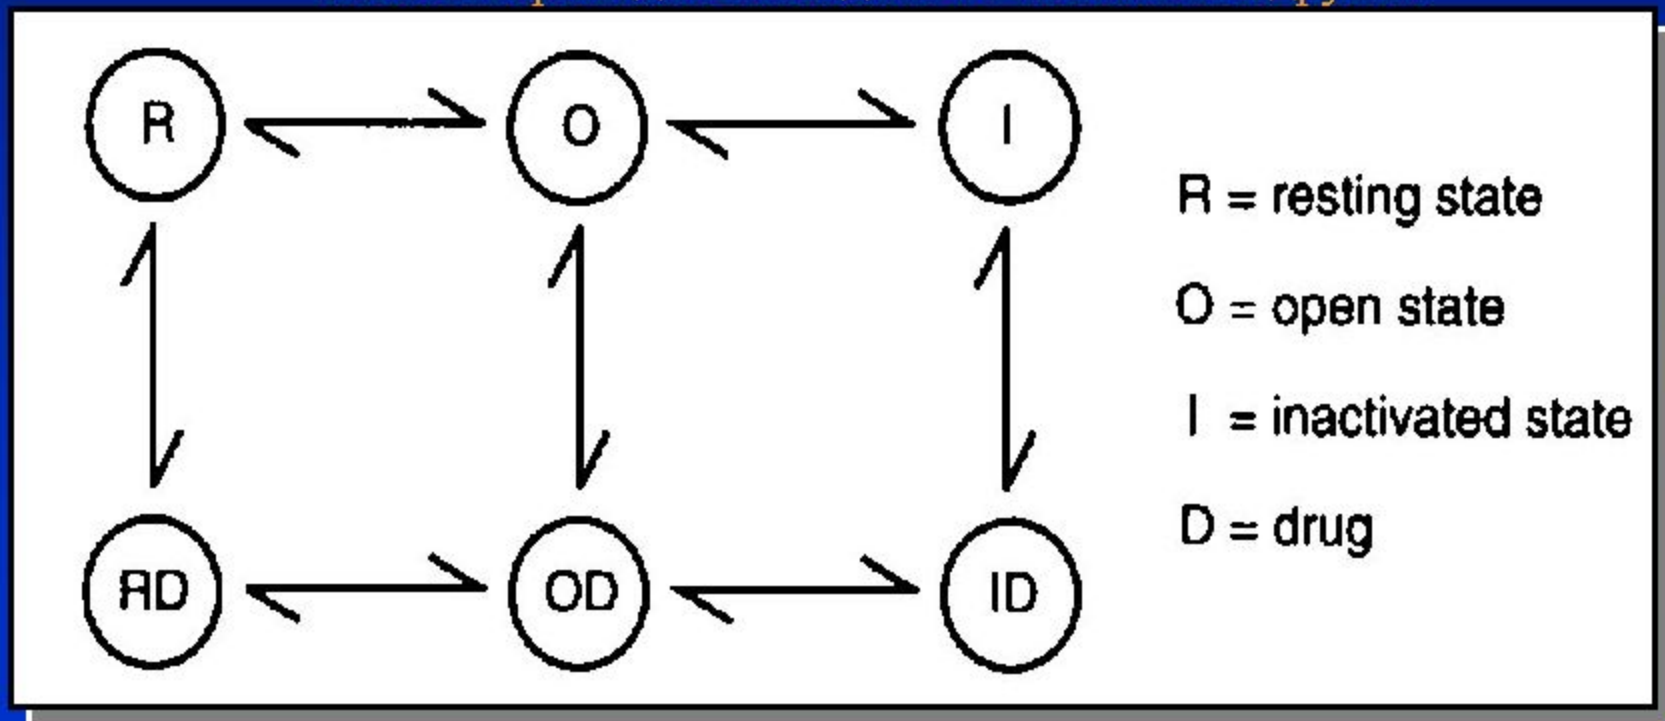 R
O
I
R = resting state
O = open state
I = inactivated state
D = drug
RD
OD
ID